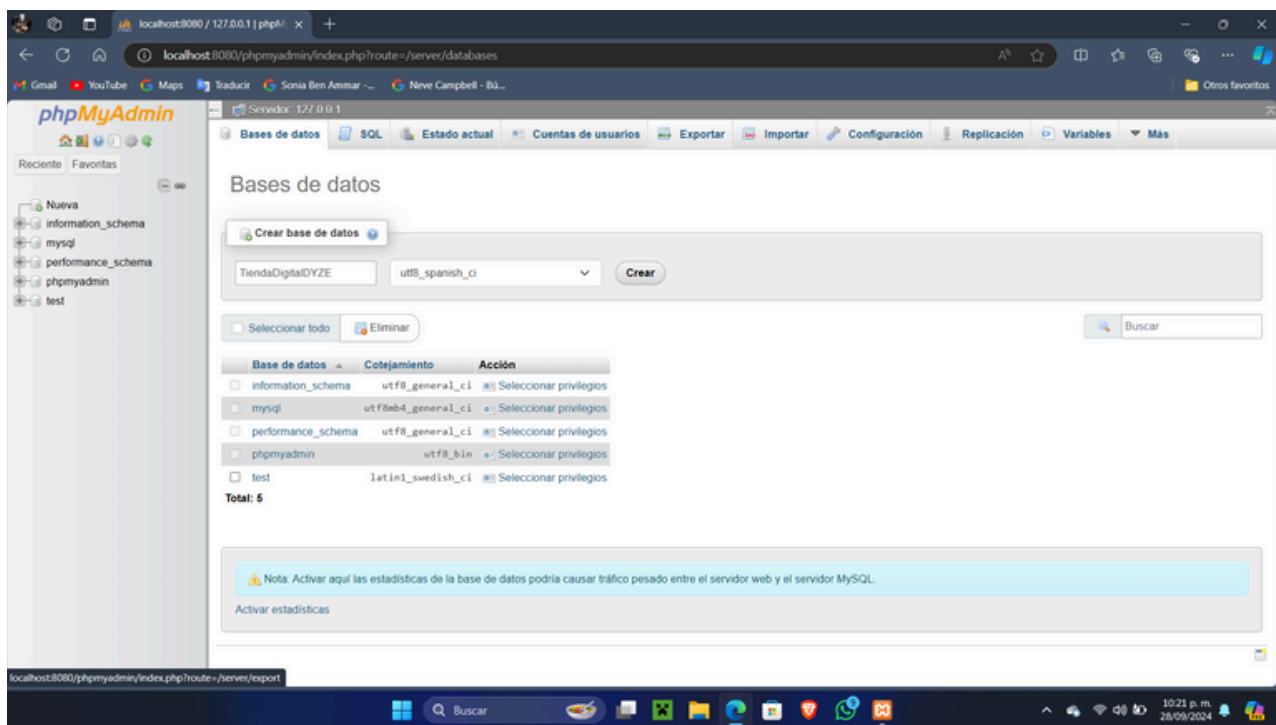 localhost:8080 / 127.0.0.1 | phpM
localhost:8080/phpmyadmin/index.php?route=/server/databases
Gmail YouTube Maps Traducir Sonia Ben Ammar -... Neve Campbell - Bú... Otros favoritos
phpMyAdmin
Reciente Favoritas
Nueva
information_schema
mysql
performance_schema
phpmyadmin
test
Servidor: 127.0.0.1
Bases de datos SQL Estado actual Cuentas de usuarios Exportar Importar Configuración Replicación Variables Más
Bases de datos
Crear base de datos
TiendaDigitalDYZE utf8_spanish_ci Crear
Seleccionar todo Eliminar Buscar
Base de datos Cotejamiento Acción
information_schema utf8_general_ci Seleccionar privilegios
mysql utf8mb4_general_ci Seleccionar privilegios
performance_schema utf8_general_ci Seleccionar privilegios
phpmyadmin utf8_bin Seleccionar privilegios
test latin1_swedish_ci Seleccionar privilegios
Total: 5
Nota: Activar aquí las estadísticas de la base de datos podría causar tráfico pesado entre el servidor web y el servidor MySQL.
Activar estadísticas
localhost:8080/phpmyadmin/index.php?route=/server/export
Buscar
10:21 p. m.
28/09/2024